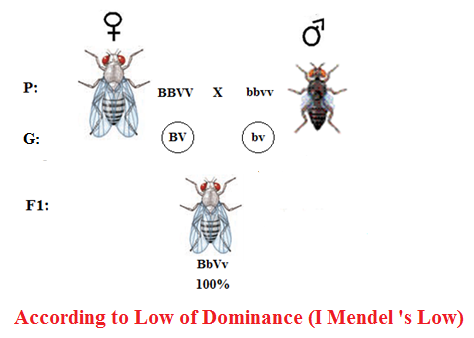 ♀ ♂
P: BBVV X bbvv
G: BV bv
F1:
BbVv
100%
According to Low of Dominance (I Mendel 's Low)